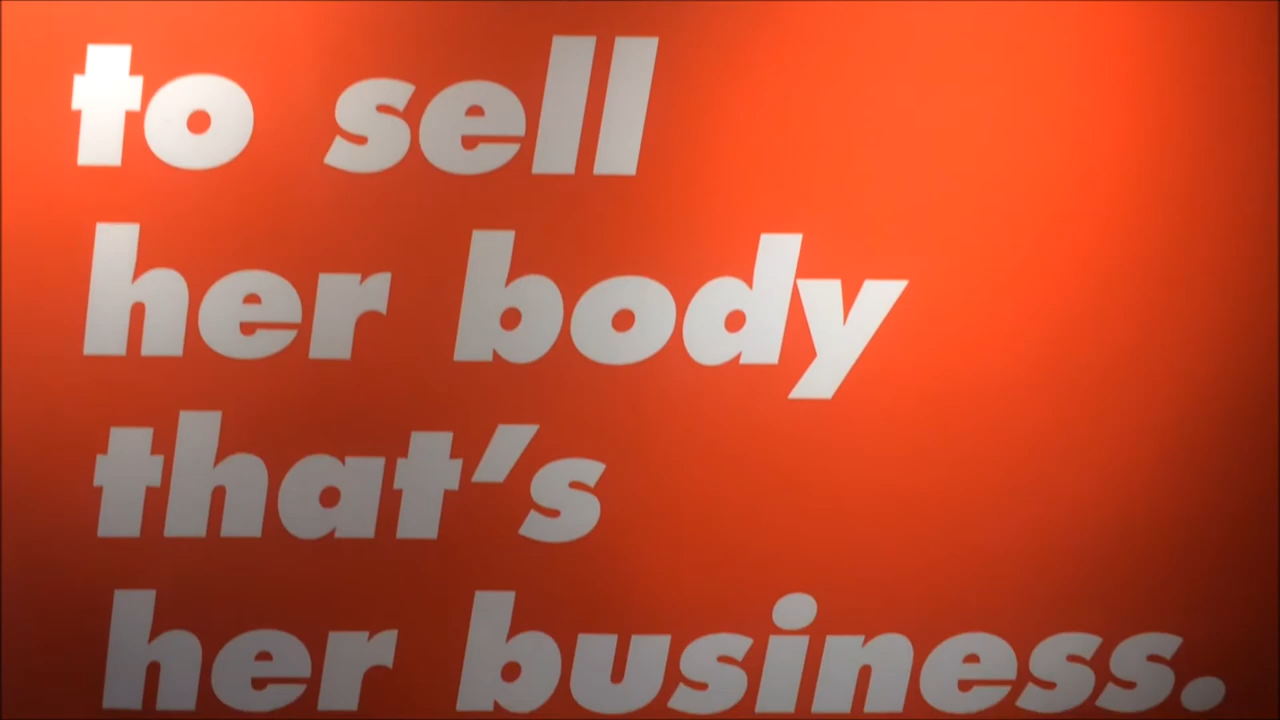 to sell
her body
that's
her business.